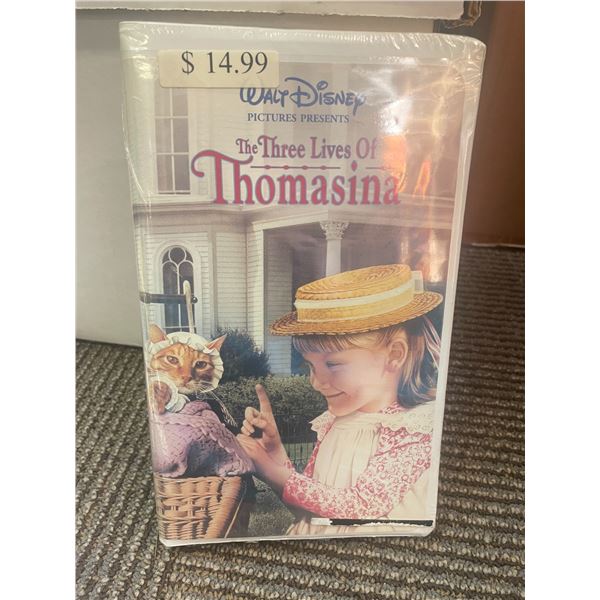 $ 14.99
WALT DISNEY
PICTURES PRESENTS
The Three Lives Of
Thomasina